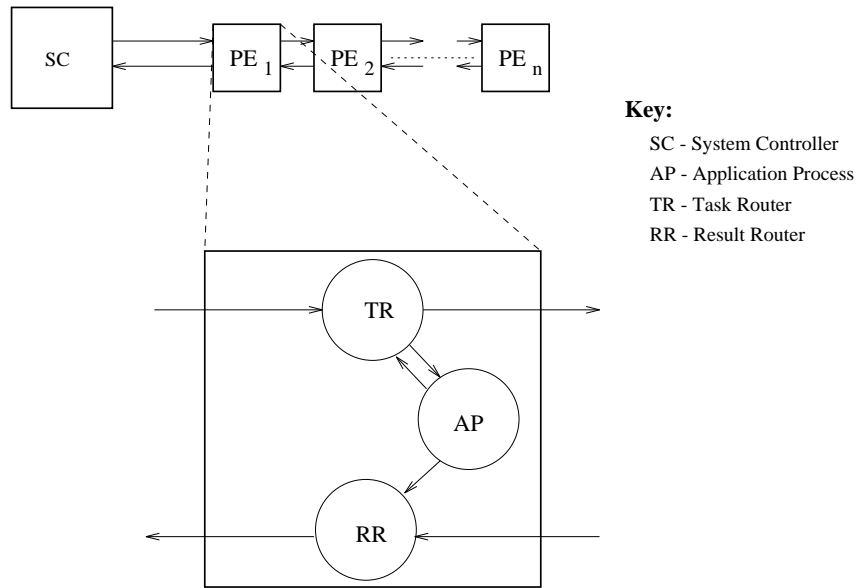 SC
PE 1
PE 2
PE n
Key:
SC - System Controller
AP - Application Process
TR - Task Router
RR - Result Router
TR
AP
RR